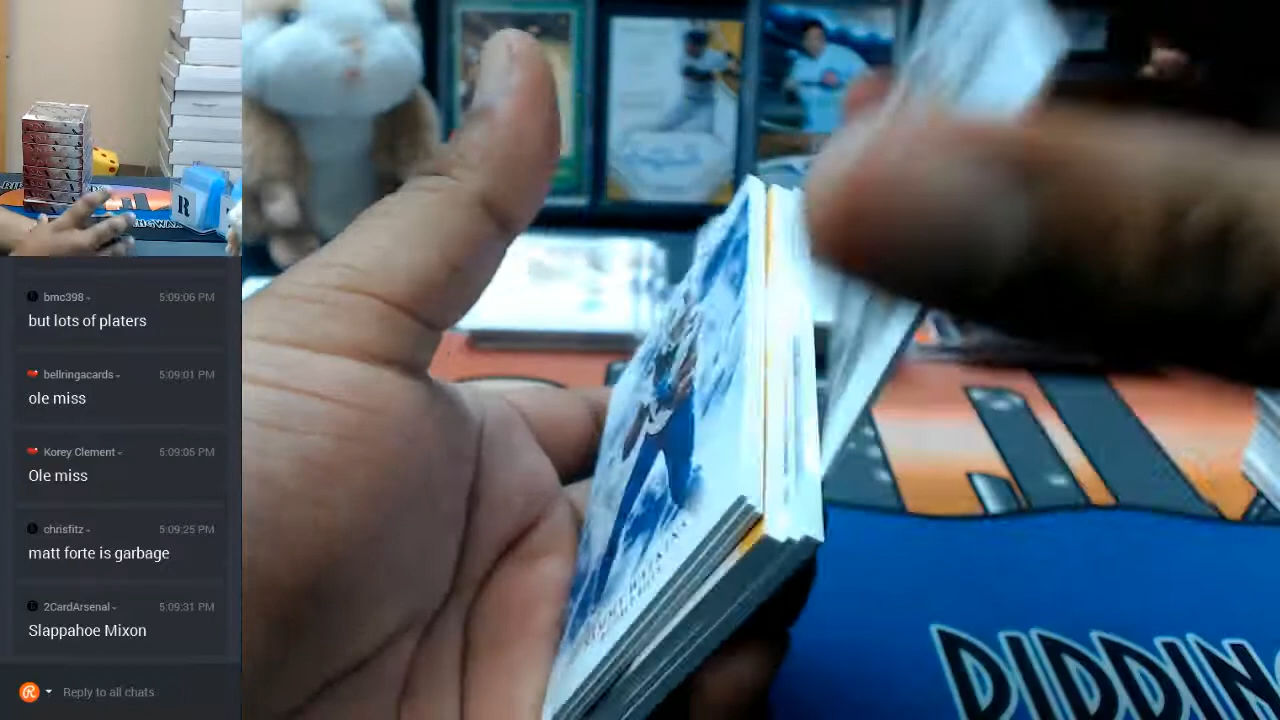 bmc398 5:09:06 PM
but lots of platers
bellringacards 5:09:01 PM
ole miss
Korey Clement 5:09:06 PM
Ole miss
chrisfitz 5:09:25 PM
matt forte is garbage
2CardArsenal 5:09:31 PM
Slappahoe Mixon
Reply to all chats
R
R